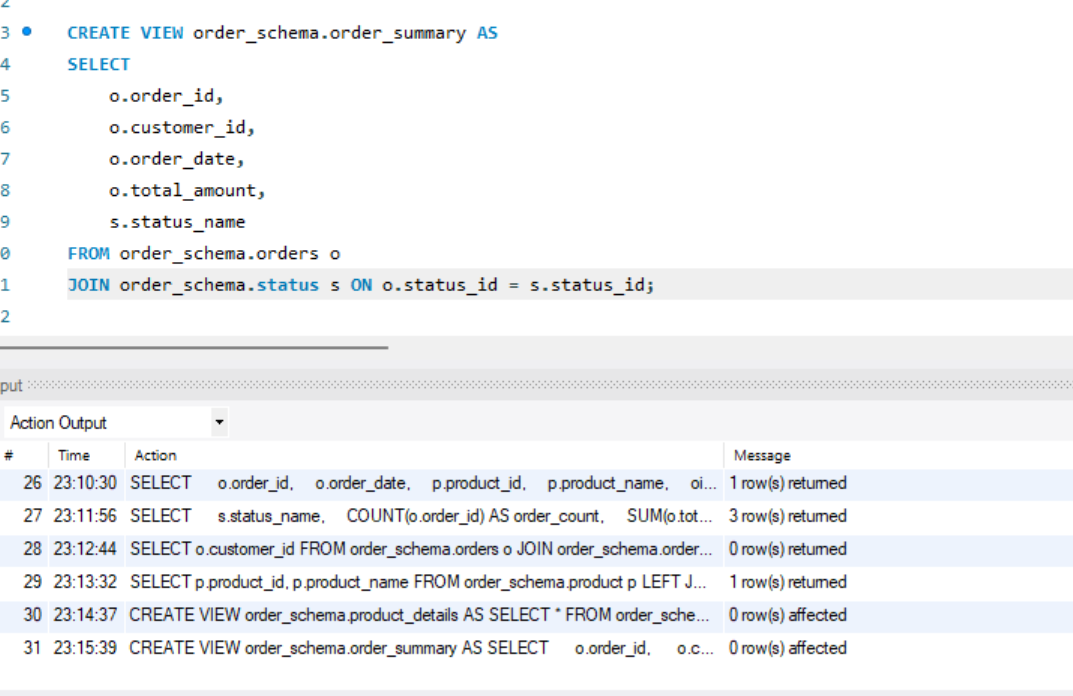 2
3 CREATE VIEW order_schema.order_summary AS
4 SELECT
5 o.order_id,
6 o.customer_id,
7 o.order_date,
8 o.total_amount,
9 s.status_name
0 FROM order_schema.orders o
1 JOIN order_schema.status s ON o.status_id = s.status_id;
2
put
Action Output
# Time Action Message
26 23:10:30 SELECT o.order_id, o.order_date, p.product_id, p.product_name, oi... 1 row(s) returned
27 23:11:56 SELECT s.status_name, COUNT(o.order_id) AS order_count, SUM(o.tot... 3 row(s) returned
28 23:12:44 SELECT o.customer_id FROM order_schema.orders o JOIN order_schema.order... 0 row(s) returned
29 23:13:32 SELECT p.product_id, p.product_name FROM order_schema.product p LEFT J... 1 row(s) returned
30 23:14:37 CREATE VIEW order_schema.product_details AS SELECT * FROM order_sche... 0 row(s) affected
31 23:15:39 CREATE VIEW order_schema.order_summary AS SELECT o.order_id, o.c... 0 row(s) affected